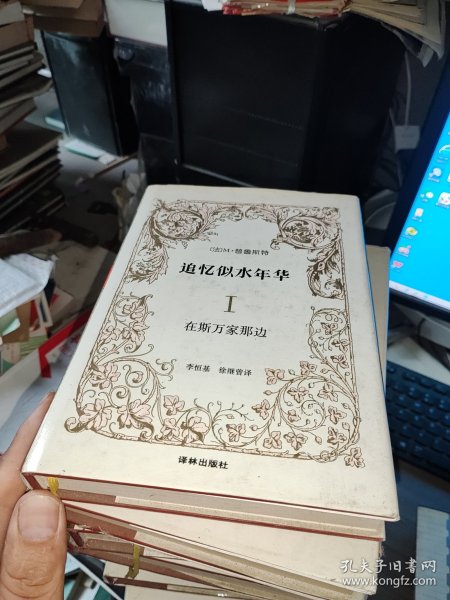 [法]M·普鲁斯特
追忆似水年华
I
在斯万家那边
李恒基 徐继曾译
译林出版社
孔夫子旧书网
www.kongfz.com